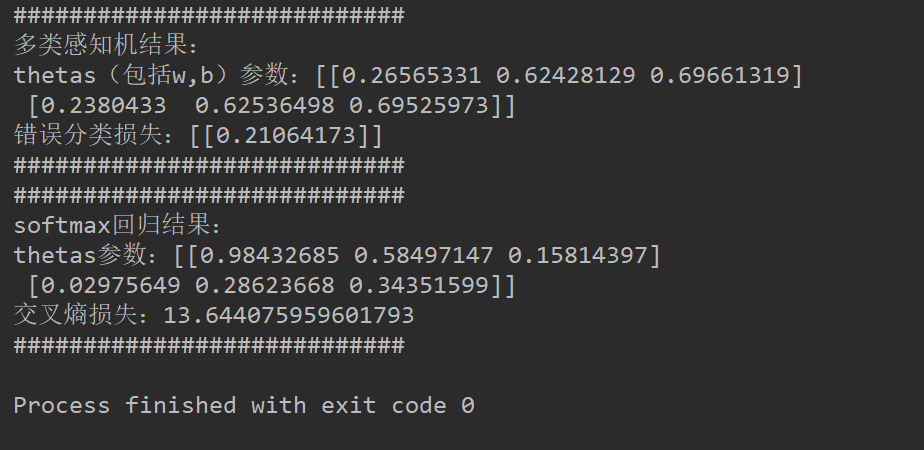 ############################
多类感知机结果：
thetas（包括w,b）参数：[[0.26565331 0.62428129 0.69661319]
 [0.2380433  0.62536498 0.69525973]]
错误分类损失：[[0.21064173]]
############################
############################
softmax回归结果：
thetas参数：[[0.98432685 0.58497147 0.15814397]
 [0.02975649 0.28623668 0.34351599]]
交叉熵损失：13.644075959601793
############################
Process finished with exit code 0